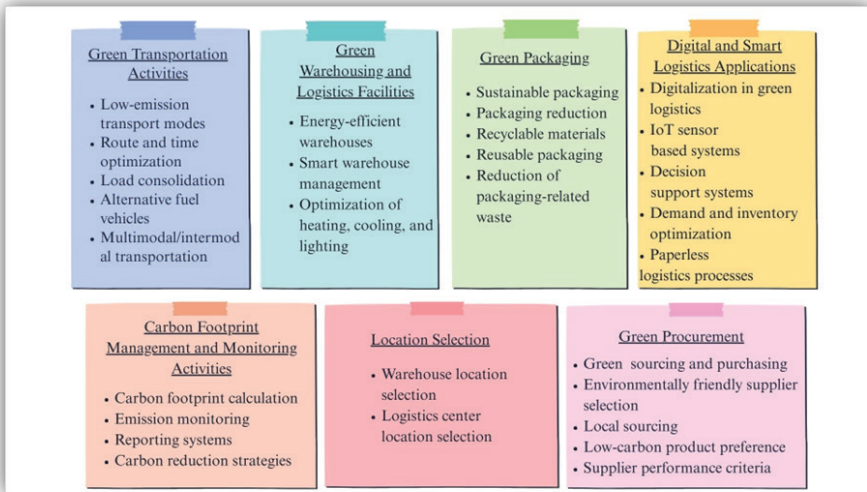 Green Transportation
Activities
• Low-emission
transport modes
• Route and time
optimization
• Load consolidation
• Alternative fuel
vehicles
• Multimodal/intermod
al transportation
Green
Warehousing and
Logistics Facilities
• Energy-efficient
warehouses
• Smart warehouse
management
• Optimization of
heating, cooling, and
lighting
Green Packaging
• Sustainable packaging
• Packaging reduction
• Recyclable materials
• Reusable packaging
• Reduction of
packaging-related
waste
Digital and Smart
Logistics Applications
• Digitalization in green
logistics
• IoT sensor
based systems
• Decision
support systems
• Demand and inventory
optimization
• Paperless
logistics processes
Carbon Footprint
Management and Monitoring
Activities
• Carbon footprint calculation
• Emission monitoring
• Reporting systems
• Carbon reduction strategies
Location Selection
• Warehouse location
selection
• Logistics center
location selection
Green Procurement
• Green sourcing and purchasing
• Environmentally friendly supplier
selection
• Local sourcing
• Low-carbon product preference
• Supplier performance criteria